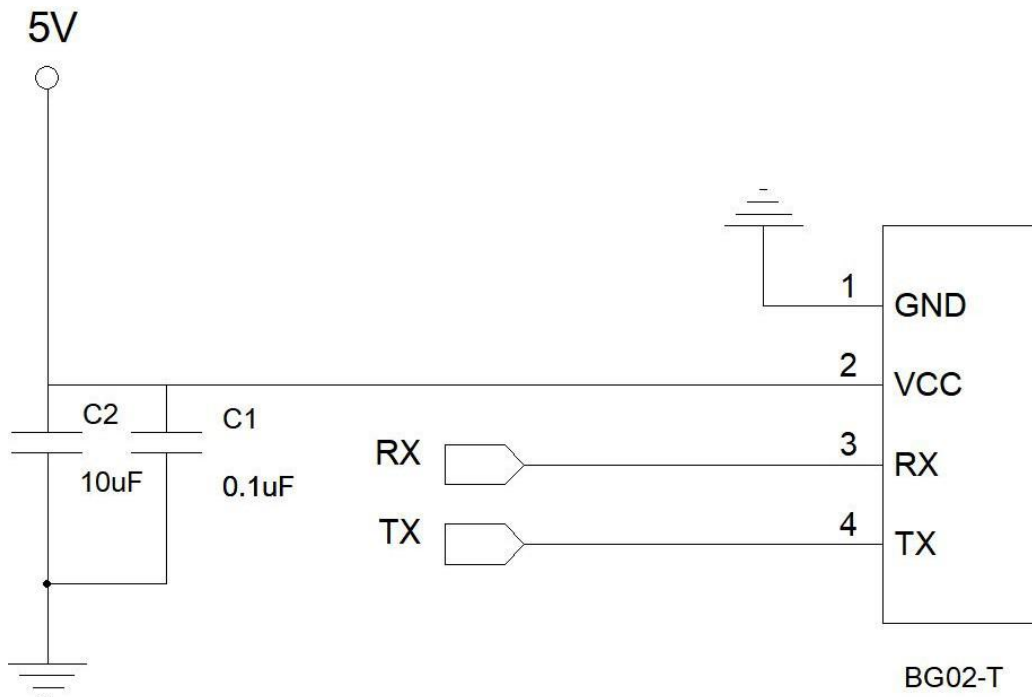 5V
1
GND
2
VCC
C2
C1
10uF
0.1uF
RX
3
RX
TX
4
TX
BG02-T